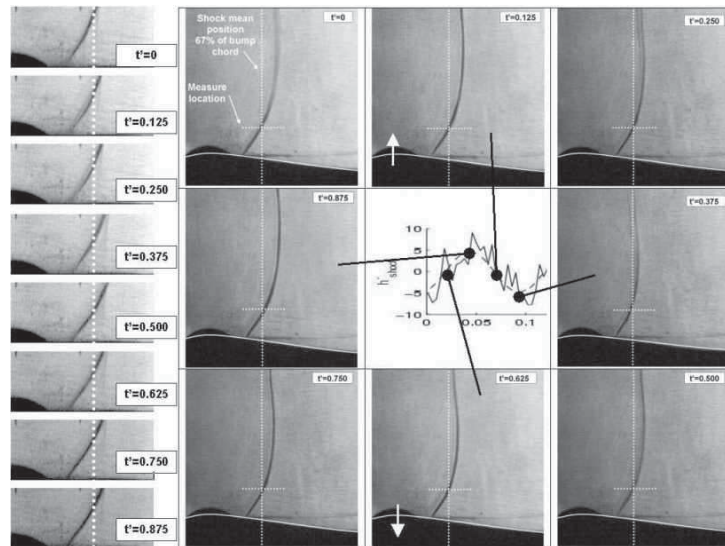 t'=0
t'=0.125
t'=0.250
t'=0.375
t'=0.500
t'=0.625
t'=0.750
t'=0.875
Shock mean
position
67% of bump
chord
Measure
location
t'=0
t'=0.125
t'=0.250
t'=0.875
h'shock
10
5
0
−5
−10
0
0.05
0.1
t'=0.375
t'=0.750
t'=0.625
t'=0.500